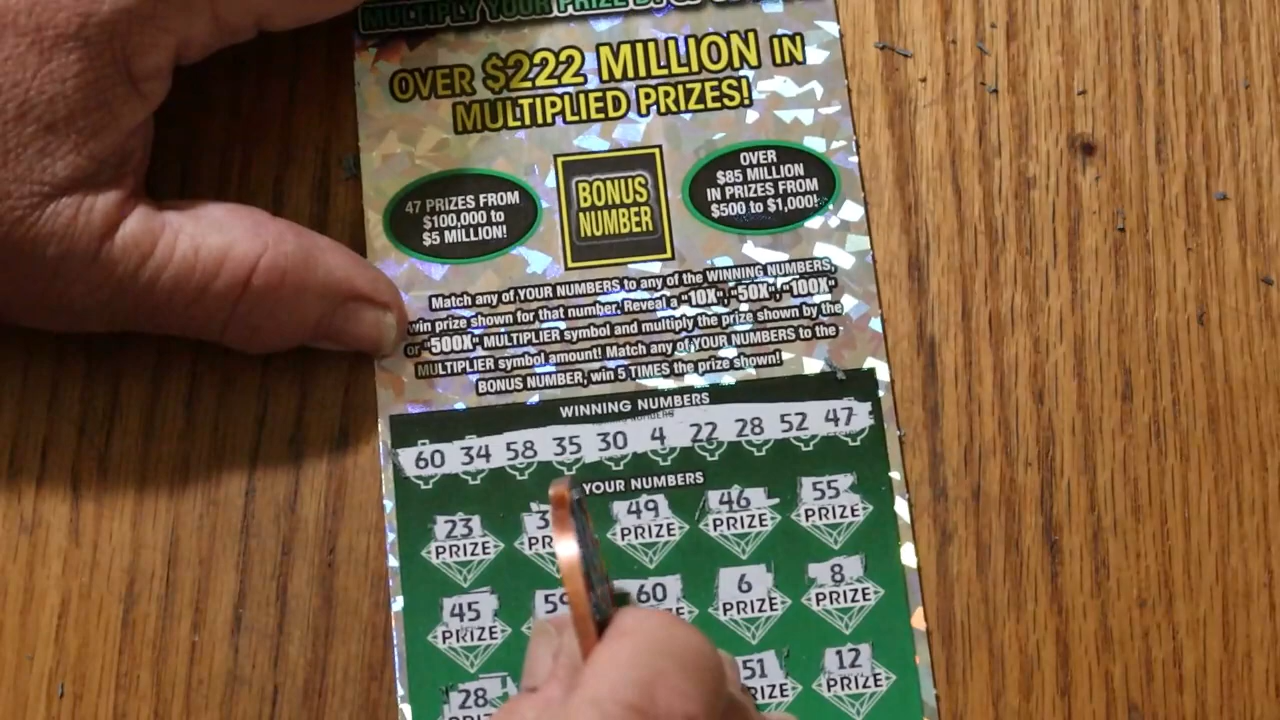 MULTIPLY YOUR PRIZE
OVER $222 MILLION IN
MULTIPLIED PRIZES!
47 PRIZES FROM
$100,000 to
$5 MILLION!
BONUS
NUMBER
OVER
$85 MILLION
IN PRIZES FROM
$500 to $1,000!
Match any of YOUR NUMBERS to any of the WINNING NUMBERS,
win prize shown for that number. Reveal a "10X", "50X", "100X"
or "500X" MULTIPLIER symbol and multiply the prize shown by the
MULTIPLIER symbol amount! Match any of YOUR NUMBERS to the
BONUS NUMBER, win 5 TIMES the prize shown!
WINNING NUMBERS
60 34 58 35 30 4 22 28 52 47
YOUR NUMBERS
23 49 46 55
PRIZE PRIZE PRIZE PRIZE
45 59 60 6 8
PRIZE PRIZE PRIZE
28 51 12
PRIZE